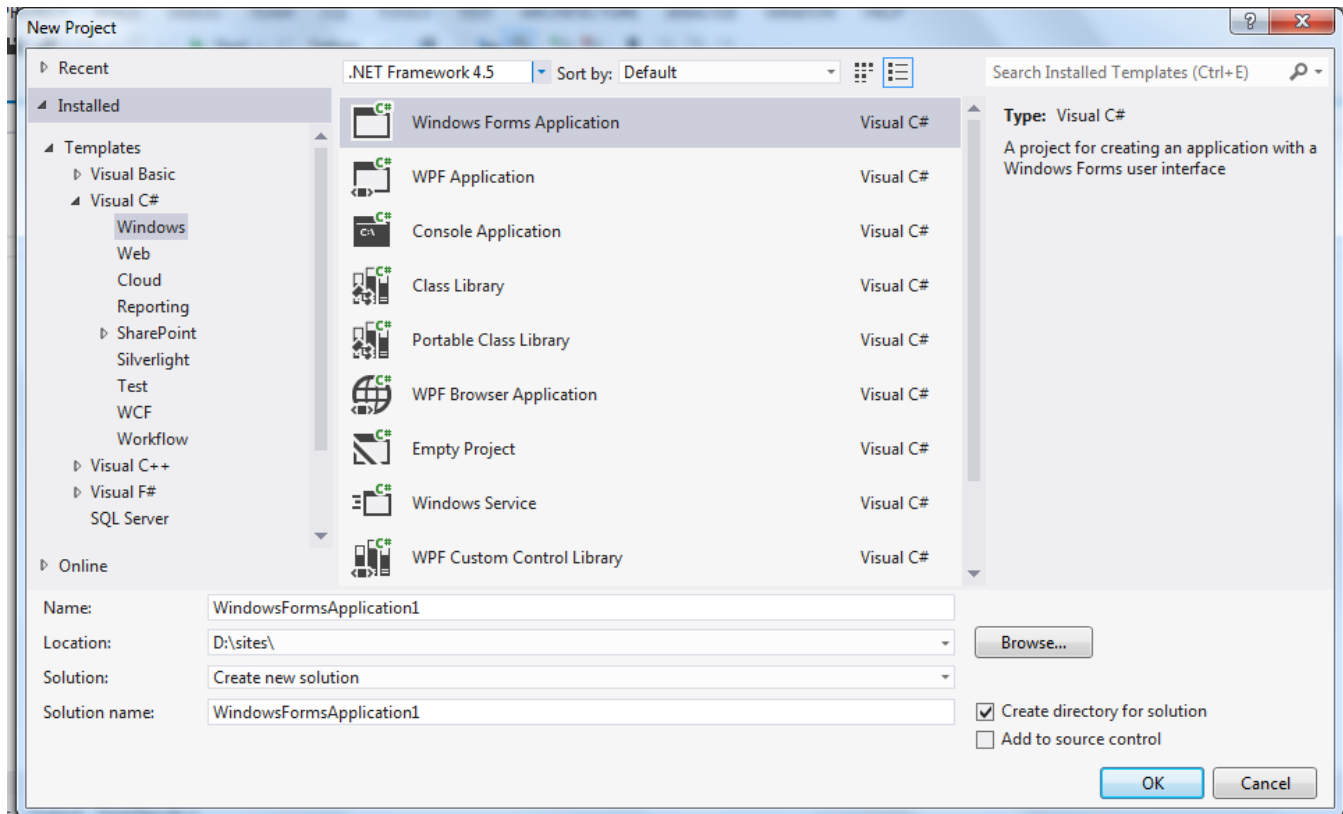 New Project
Recent
.NET Framework 4.5 Sort by: Default
Search Installed Templates (Ctrl+E)
Installed
Templates
Visual Basic
Visual C#
Windows
Web
Cloud
Reporting
SharePoint
Silverlight
Test
WCF
Workflow
Visual C++
Visual F#
SQL Server
Online
Windows Forms Application Visual C#
WPF Application Visual C#
Console Application Visual C#
Class Library Visual C#
Portable Class Library Visual C#
WPF Browser Application Visual C#
Empty Project Visual C#
Windows Service Visual C#
WPF Custom Control Library Visual C#
Type: Visual C#
A project for creating an application with a
Windows Forms user interface
Name: WindowsFormsApplication1
Location: D:\sites\
Browse...
Solution: Create new solution
Solution name: WindowsFormsApplication1
Create directory for solution
Add to source control
OK Cancel